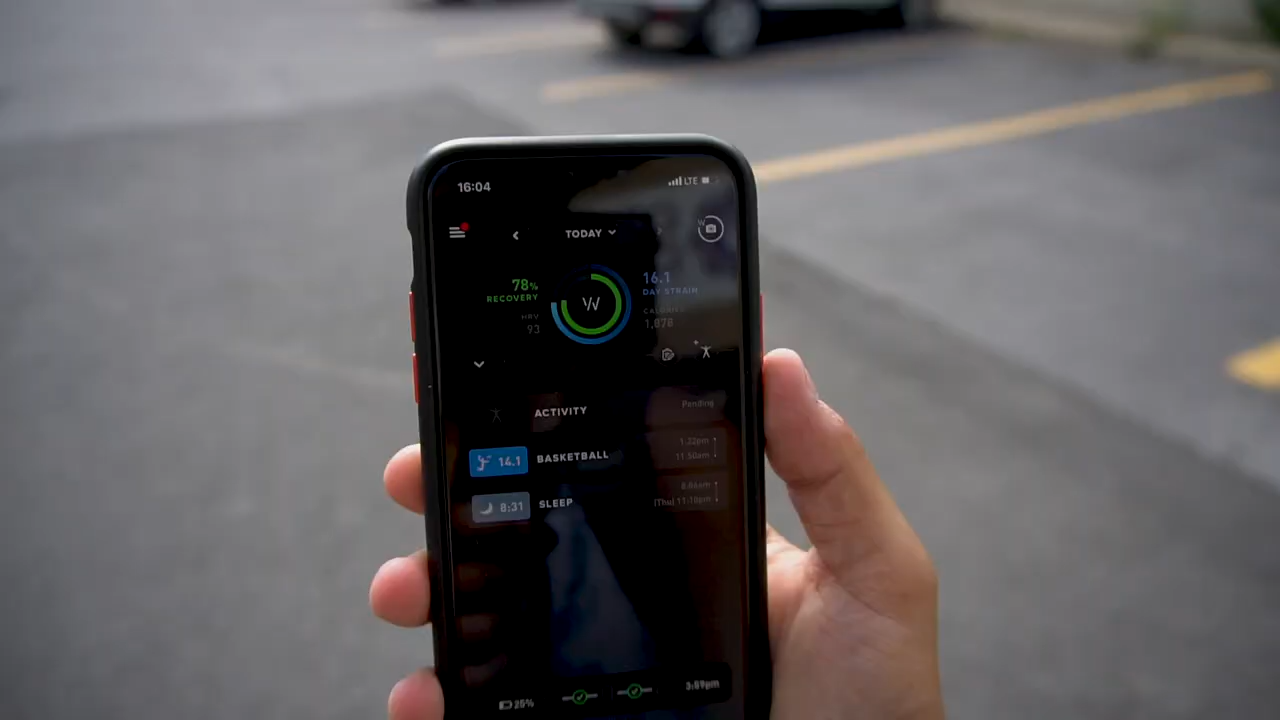 16:04 LTE
TODAY
78% 16.1
RECOVERY DAY STRAIN
HRV CALORIES
93 1,878
W
ACTIVITY Pending
14.1 BASKETBALL 1:22pm
11:50am
8:31 SLEEP 8:06am
[Thu] 11:10pm
25% 3:59pm